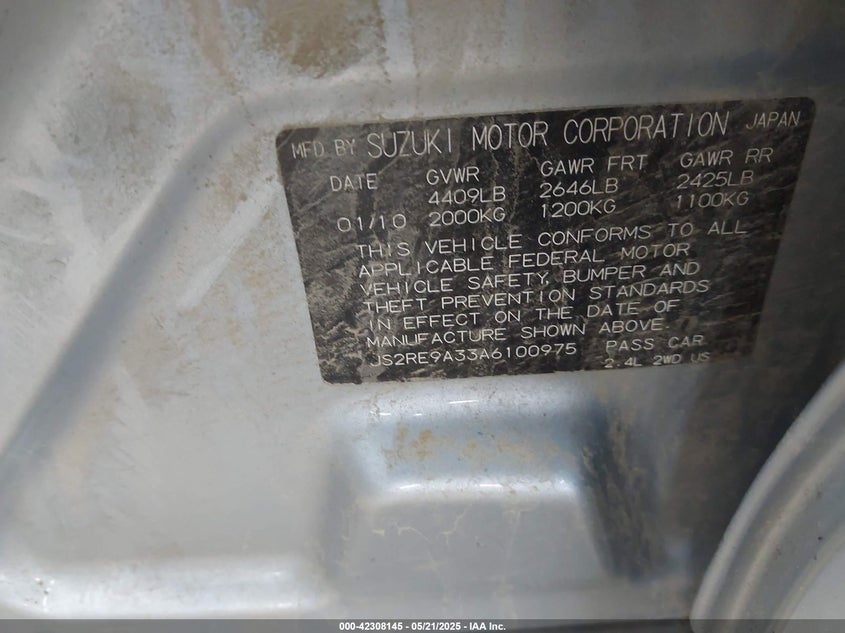 MFD BY SUZUKI MOTOR CORPORATION JAPAN
DATE GVWR GAWR FRT GAWR RR
4409LB 2646LB 2425LB
01/10 2000KG 1200KG 1100KG
THIS VEHICLE CONFORMS TO ALL
APPLICABLE FEDERAL MOTOR
VEHICLE SAFETY, BUMPER AND
THEFT PREVENTION STANDARDS
IN EFFECT ON THE DATE OF
MANUFACTURE SHOWN ABOVE.
JS2RE9A33A6100975 PASS CAR
2.4L 2WD US
000-42308145 - 05/21/2025 - IAA Inc.